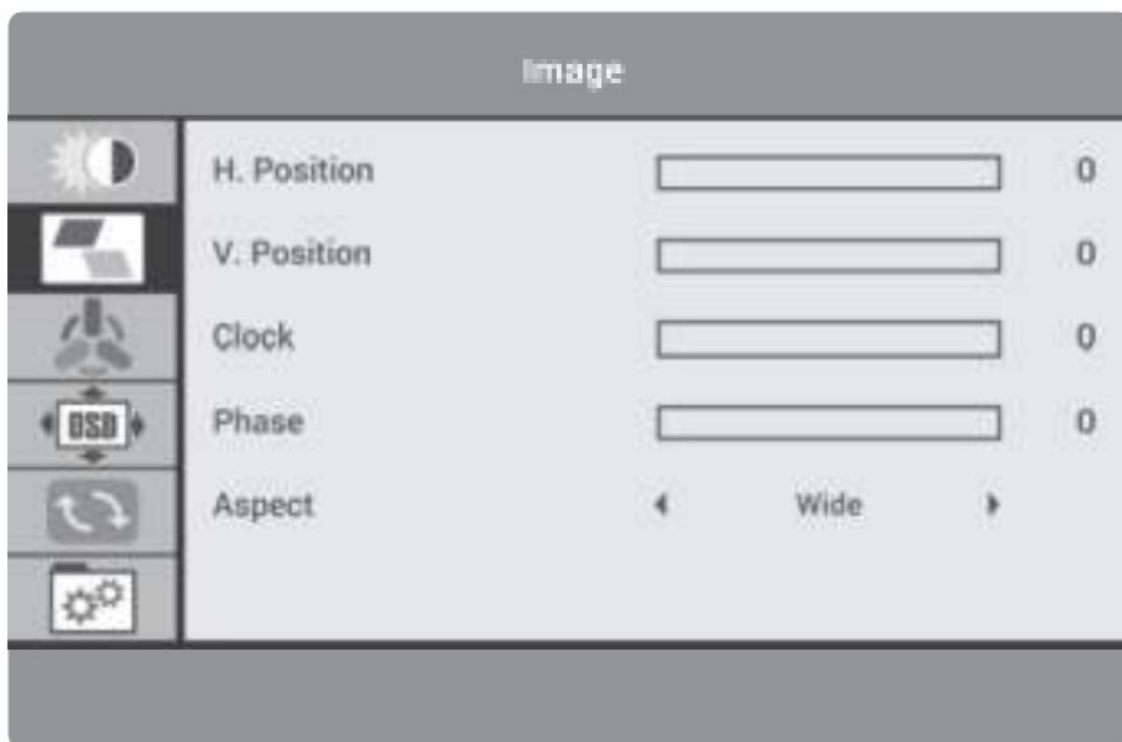 Image
H. Position 0
V. Position 0
Clock 0
Phase 0
OSD
Aspect Wide